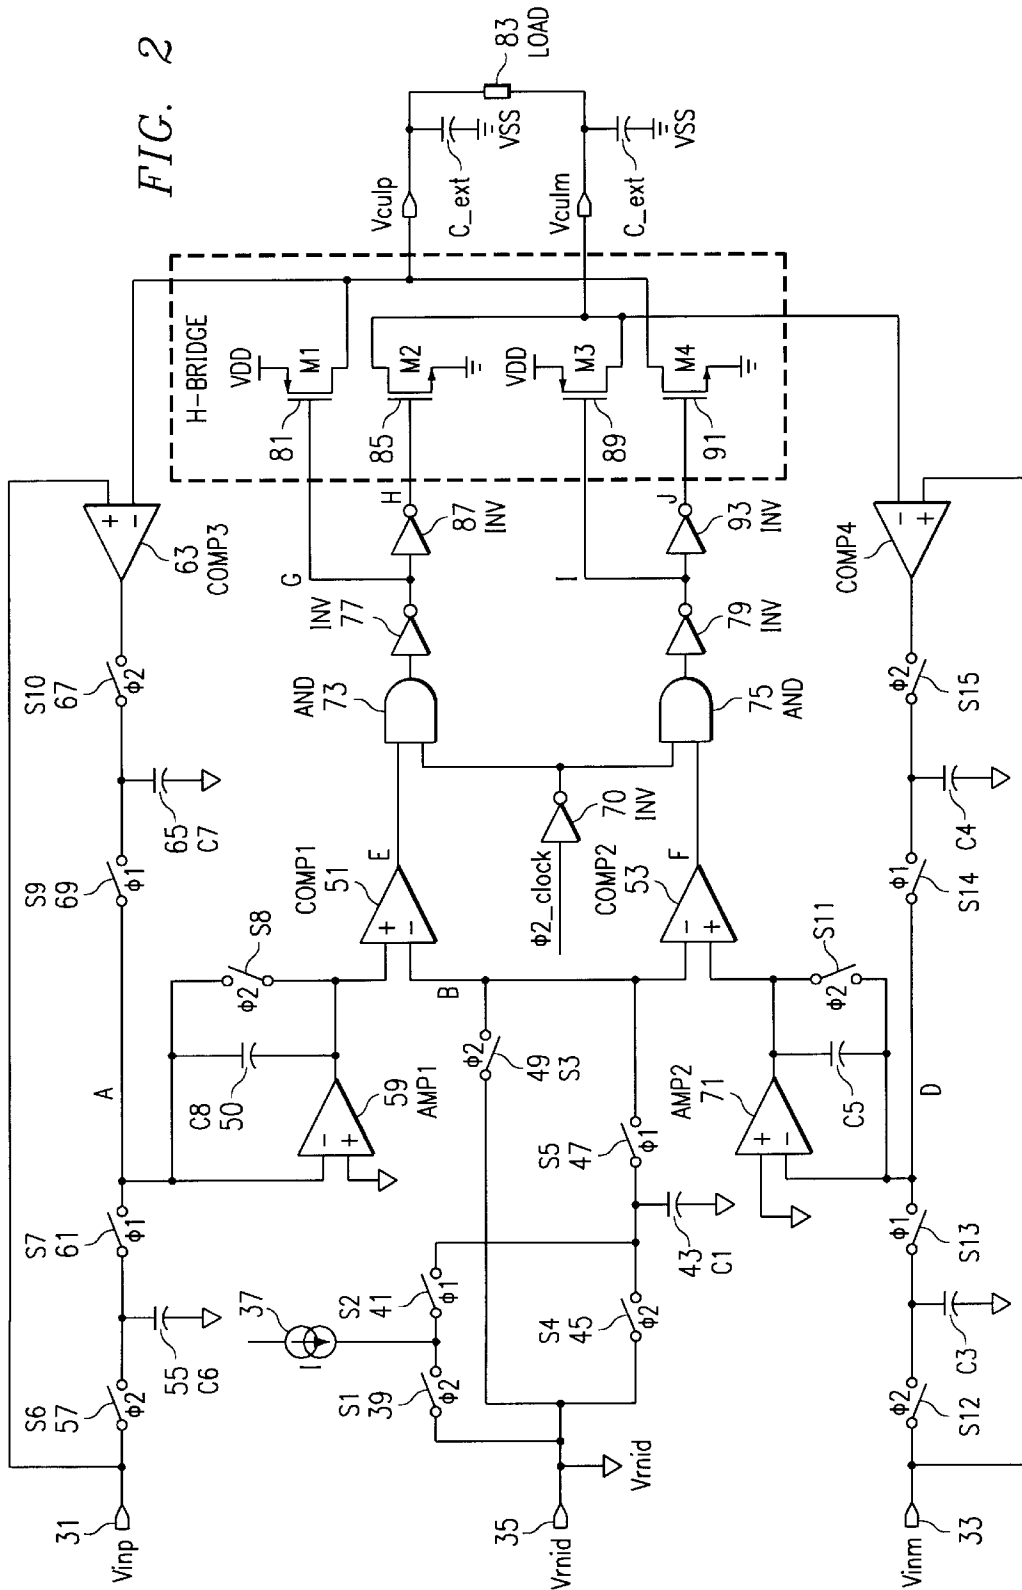 FIG. 2
S6
57
ϕ2
S7
61
ϕ1
A
S9
69
ϕ1
S10
67
ϕ2
+
−
63
COMP3
31
Vinp
55
C6
C8
50
ϕ2
S8
65
C7
−
+
59
AMP1
H-BRIDGE
VDD
81
M1
85
M2
VDD
89
M3
91
M4
Vculp
C_ext
VSS
83
LOAD
Vculm
C_ext
VSS
37
I
S1
39
ϕ2
S2
41
ϕ1
B
COMP1
51
+
−
E
AND
73
INV
77
G
H
87
INV
ϕ2
49
S3
ϕ2_clock
70
INV
35
Vrnid
Vrnid
S4
45
ϕ2
S5
47
ϕ1
43
C1
COMP2
53
−
+
F
75
AND
79
INV
I
J
93
INV
AMP2
71
+
−
C5
ϕ2
S11
D
Vinm
33
ϕ2
S12
C3
ϕ1
S13
ϕ1
S14
C4
ϕ2
S15
−
+
COMP4